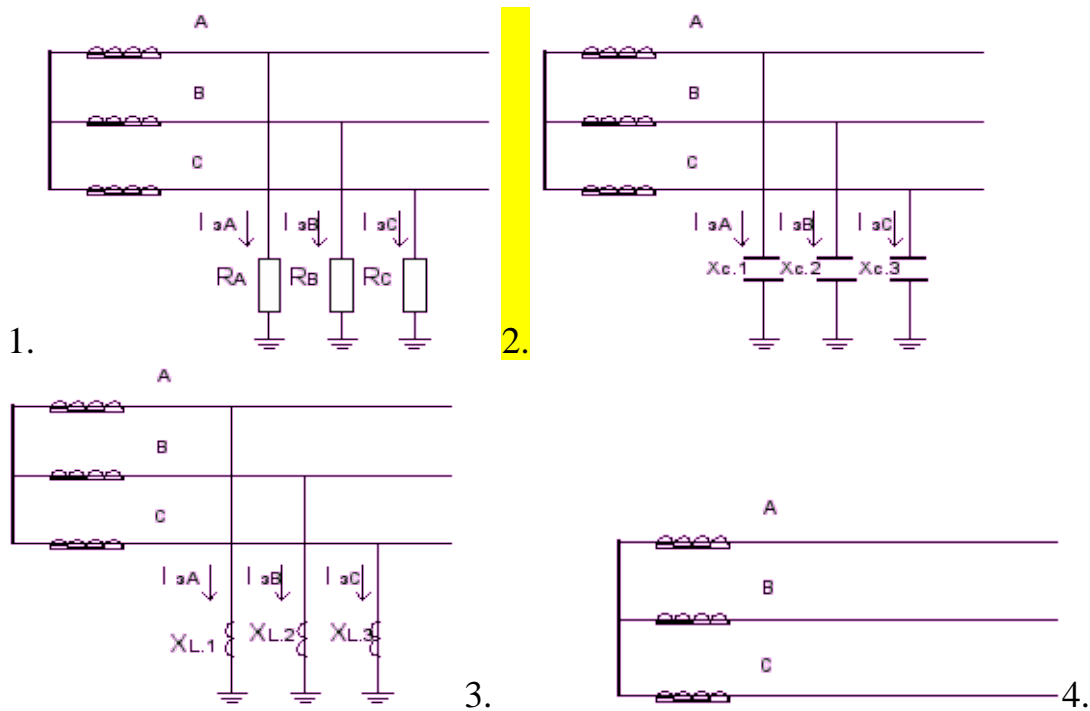 A A
B B
C C
I зA I зB I зC I зA I зB I зC
RA RB RC Xc.1 Xc.2 Xc.3
1. 2.
A
B
C
I зA I зB I зC
XL.1 XL.2 XL.3
3.
A
B
C
4.